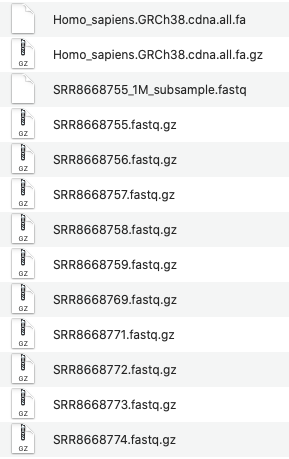 Homo_sapiens.GRCh38.cdna.all.fa
GZ Homo_sapiens.GRCh38.cdna.all.fa.gz
SRR8668755_1M_subsample.fastq
GZ SRR8668755.fastq.gz
GZ SRR8668756.fastq.gz
GZ SRR8668757.fastq.gz
GZ SRR8668758.fastq.gz
GZ SRR8668759.fastq.gz
GZ SRR8668769.fastq.gz
GZ SRR8668771.fastq.gz
GZ SRR8668772.fastq.gz
GZ SRR8668773.fastq.gz
GZ SRR8668774.fastq.gz